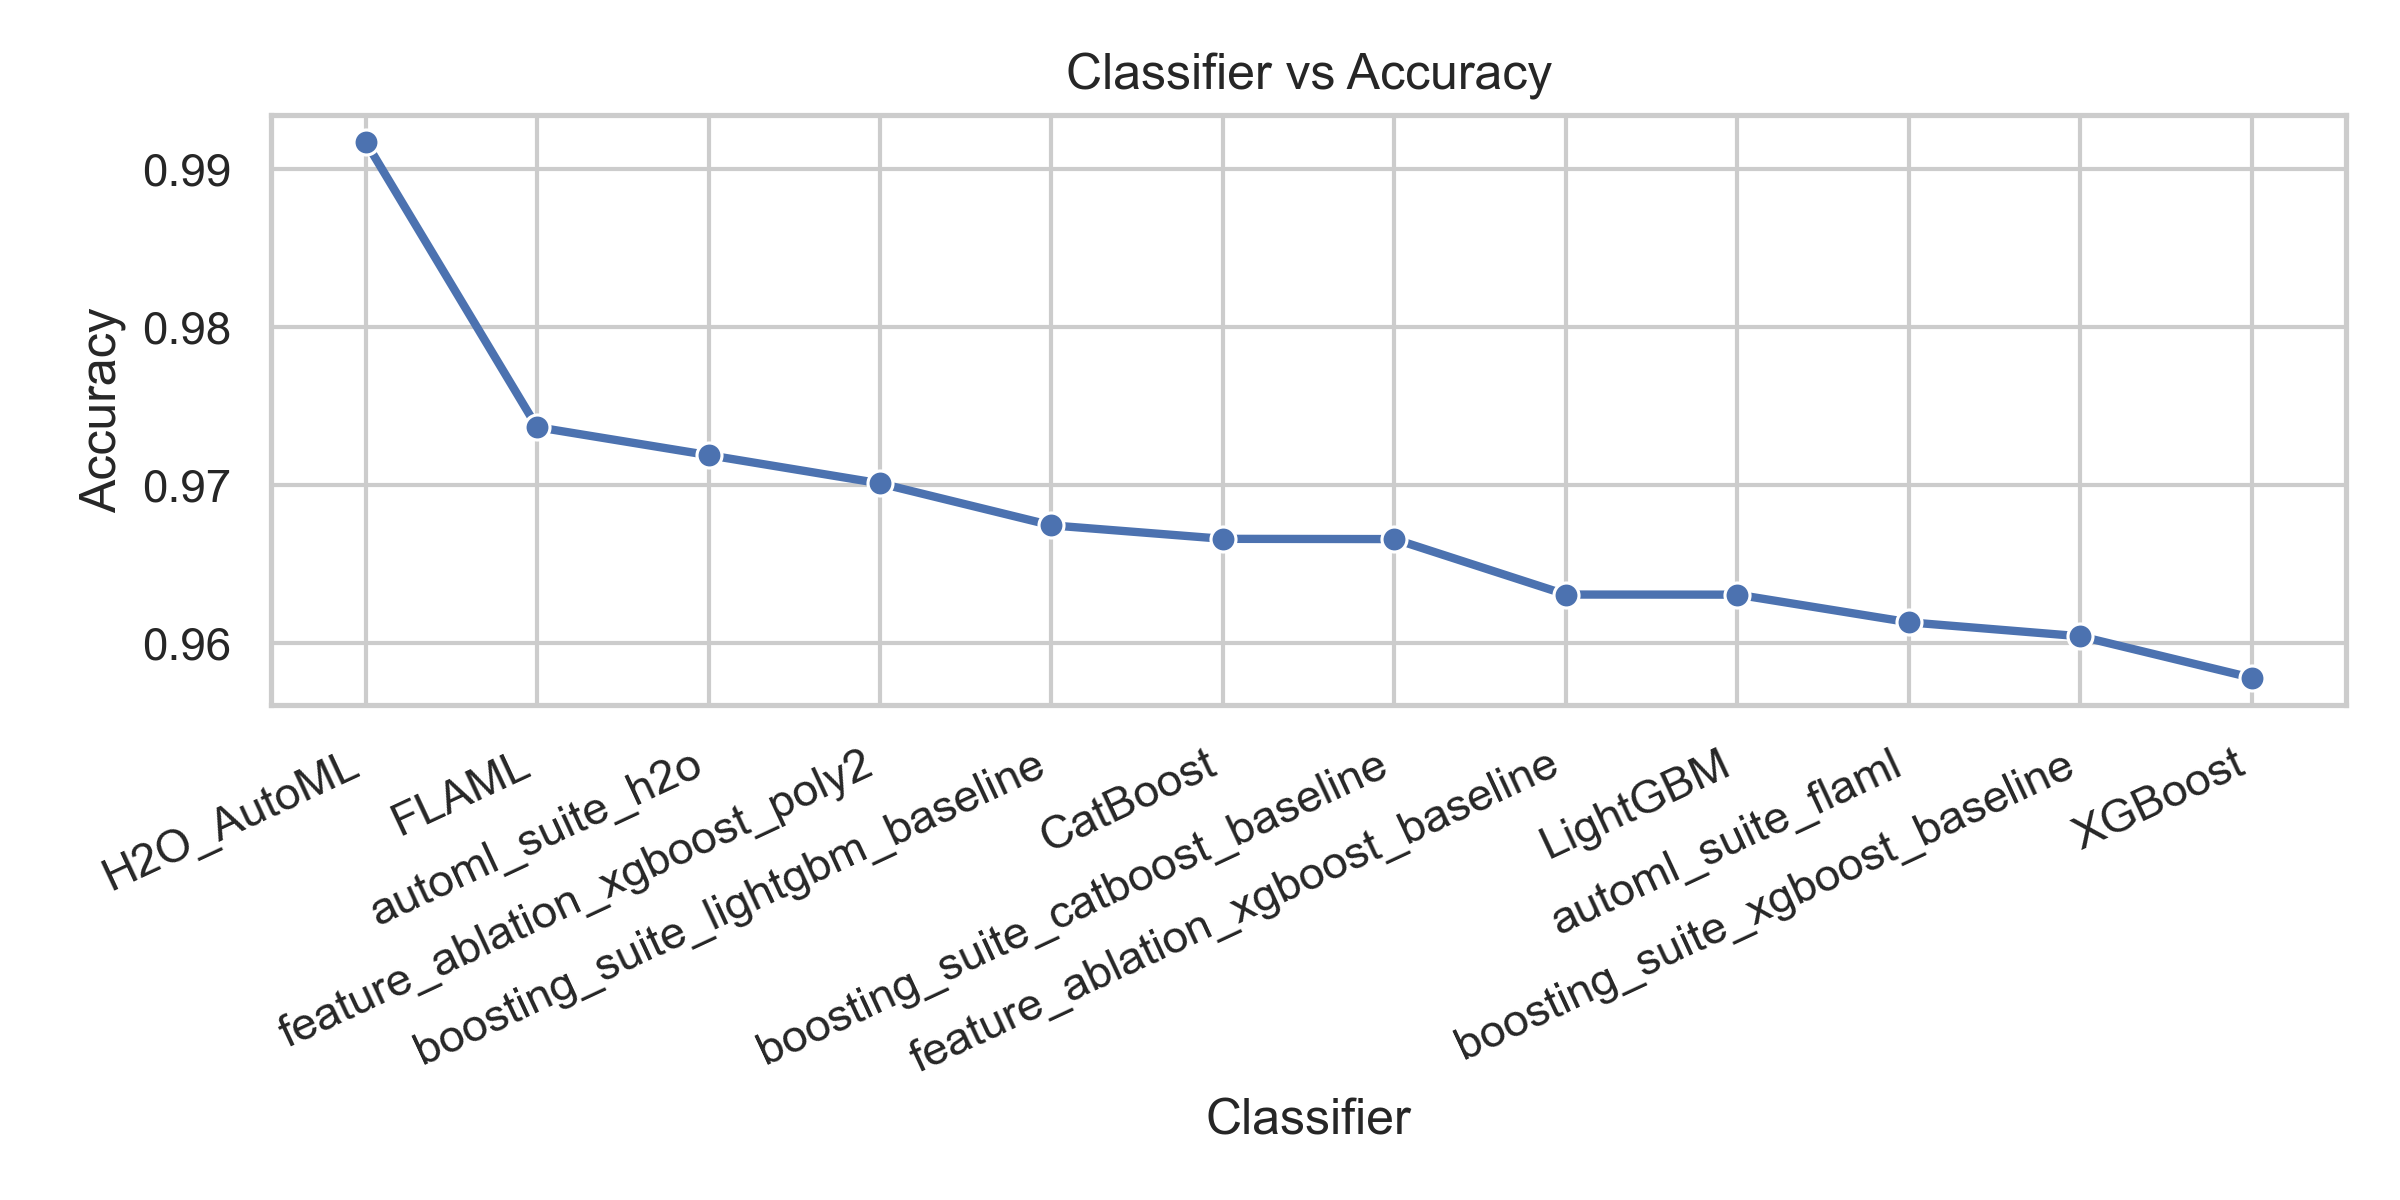 Classifier vs Accuracy
0.99
0.98
0.97
0.96
Accuracy
H2O_AutoML
FLAML
automl_suite_h2o
feature_ablation_xgboost_poly2
boosting_suite_lightgbm_baseline
CatBoost
boosting_suite_catboost_baseline
feature_ablation_xgboost_baseline
LightGBM
automl_suite_flaml
boosting_suite_xgboost_baseline
XGBoost
Classifier